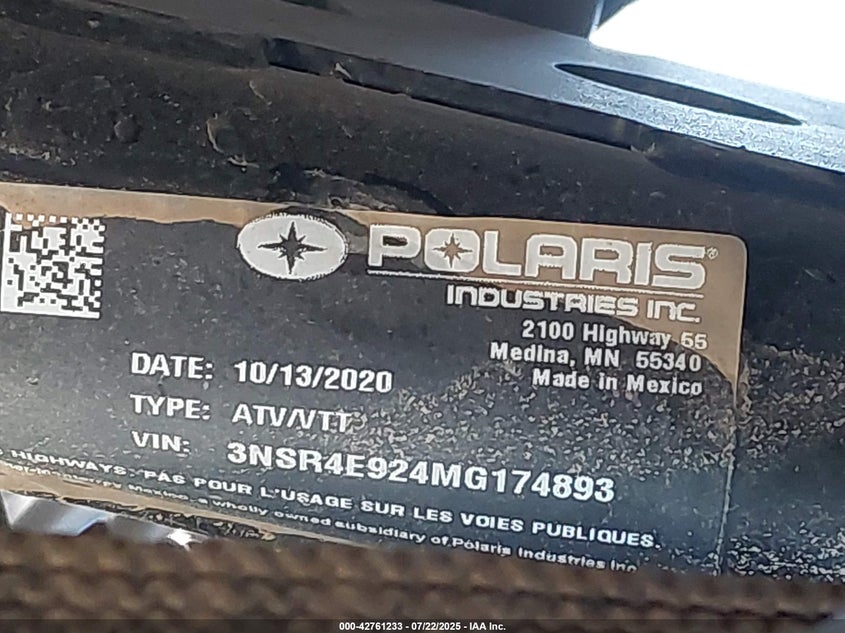 POLARIS®
INDUSTRIES INC.
2100 Highway 55
Medina, MN 55340
Made in Mexico
DATE: 10/13/2020
TYPE: ATV/VTT
VIN: 3NSR4E924MG174893
HIGHWAYS. PAS POUR L'USAGE SUR LES VOIES PUBLIQUES.
Mexico, a wholly owned subsidiary of Polaris Industries Inc.
000-42761233 - 07/22/2025 - IAA Inc.